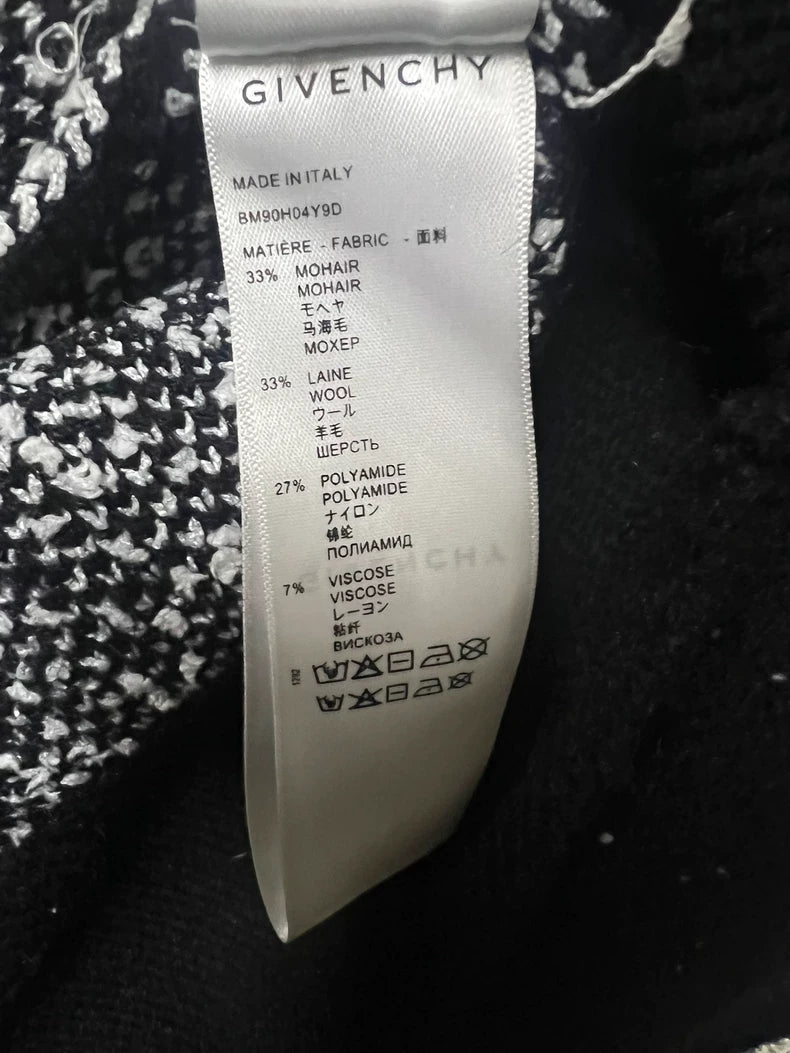 GIVENCHY
MADE IN ITALY
BM90H04Y9D
MATIÈRE - FABRIC - 面料
33% MOHAIR
MOHAIR
モヘヤ
马海毛
МОХЕР
33% LAINE
WOOL
ウール
羊毛
ШЕРСТЬ
27% POLYAMIDE
POLYAMIDE
ナイロン
锦纶
ПОЛИАМИД
7% VISCOSE
VISCOSE
レーヨン
粘纤
ВИСКОЗА